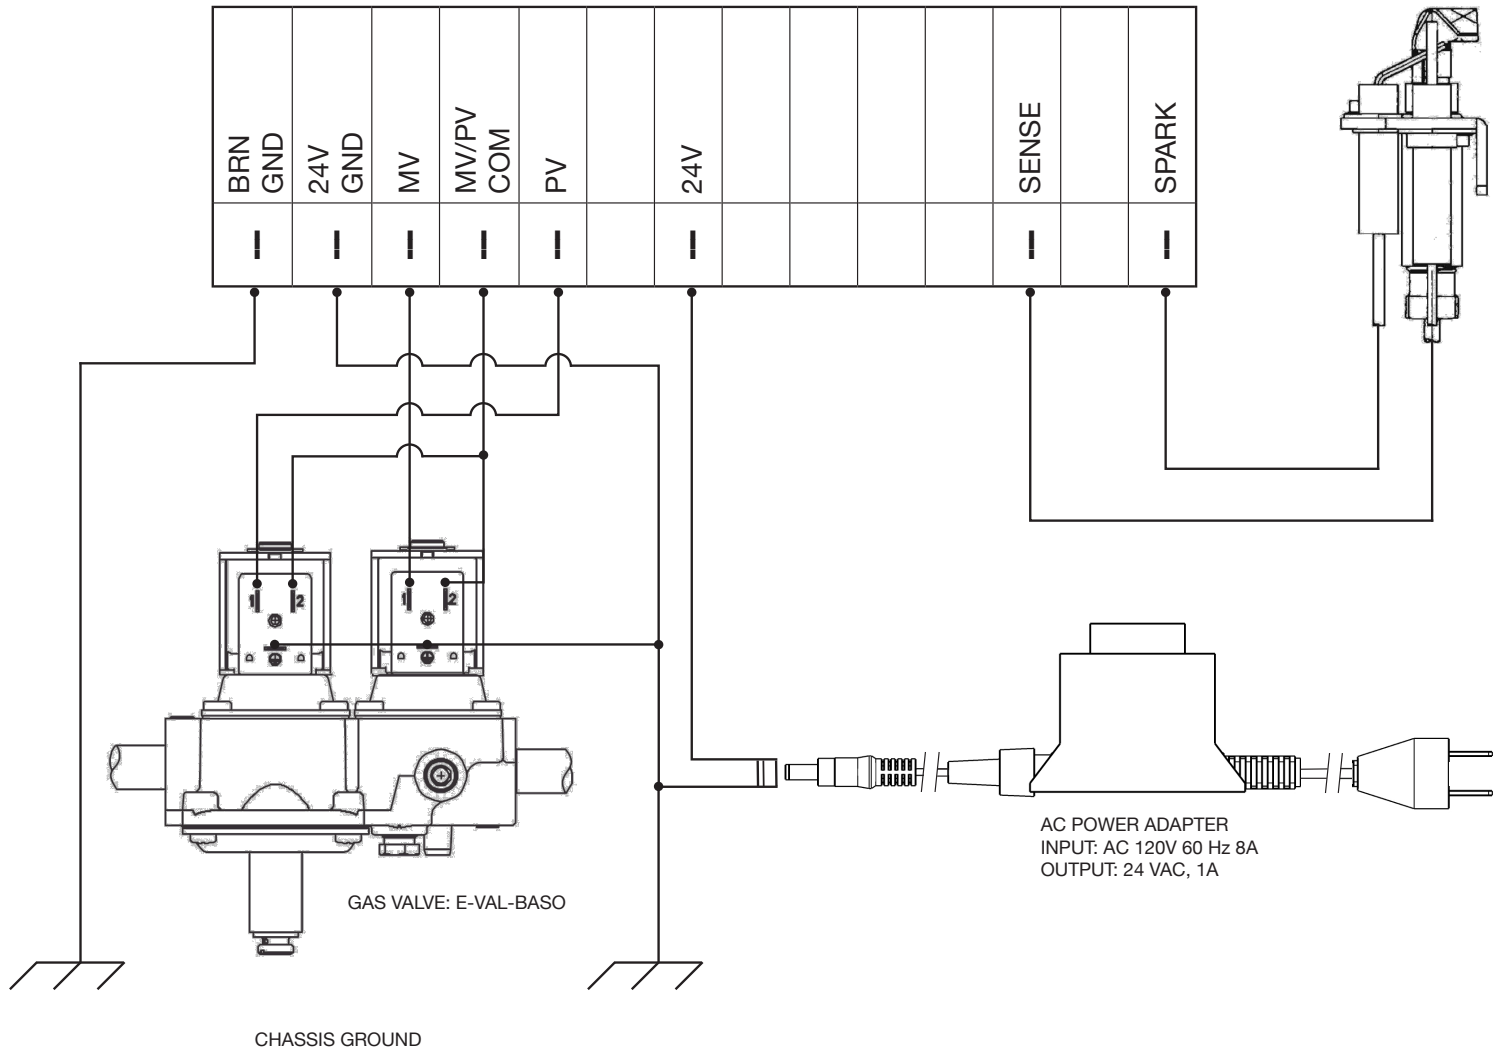 BRN
GND
24V
GND
MV
MV/PV
COM
PV
24V
SENSE
SPARK
1
2
1
2
AC POWER ADAPTER
INPUT: AC 120V 60 Hz 8A
OUTPUT: 24 VAC, 1A
GAS VALVE: E-VAL-BASO
CHASSIS GROUND